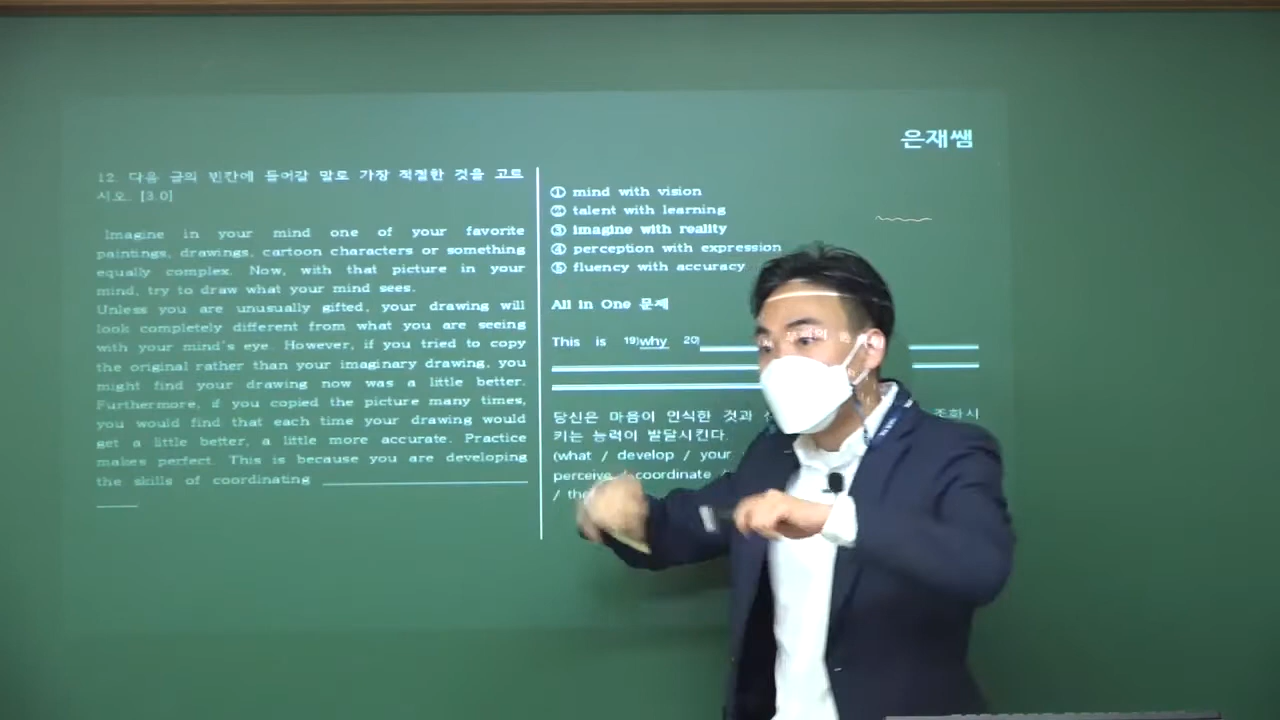 은재쌤
12. 다음 글의 빈칸에 들어갈 말로 가장 적절한 것을 고르
시오. [3.0]
Imagine in your mind one of your favorite
paintings, drawings, cartoon characters or something
equally complex. Now, with that picture in your
mind, try to draw what your mind sees.
Unless you are unusually gifted, your drawing will
look completely different from what you are seeing
with your mind's eye. However, if you tried to copy
the original rather than your imaginary drawing, you
might find your drawing now was a little better.
Furthermore, if you copied the picture many times,
you would find that each time your drawing would
get a little better, a little more accurate. Practice
makes perfect. This is because you are developing
the skills of coordinating
① mind with vision
② talent with learning
③ imagine with reality
④ perception with expression
⑤ fluency with accuracy
All in One 문제
This is 19)why 20)
당신은 마음이 인식한 것과 조화시
키는 능력이 발달시킨다.
(what / develop / your
perceive / coordinate /